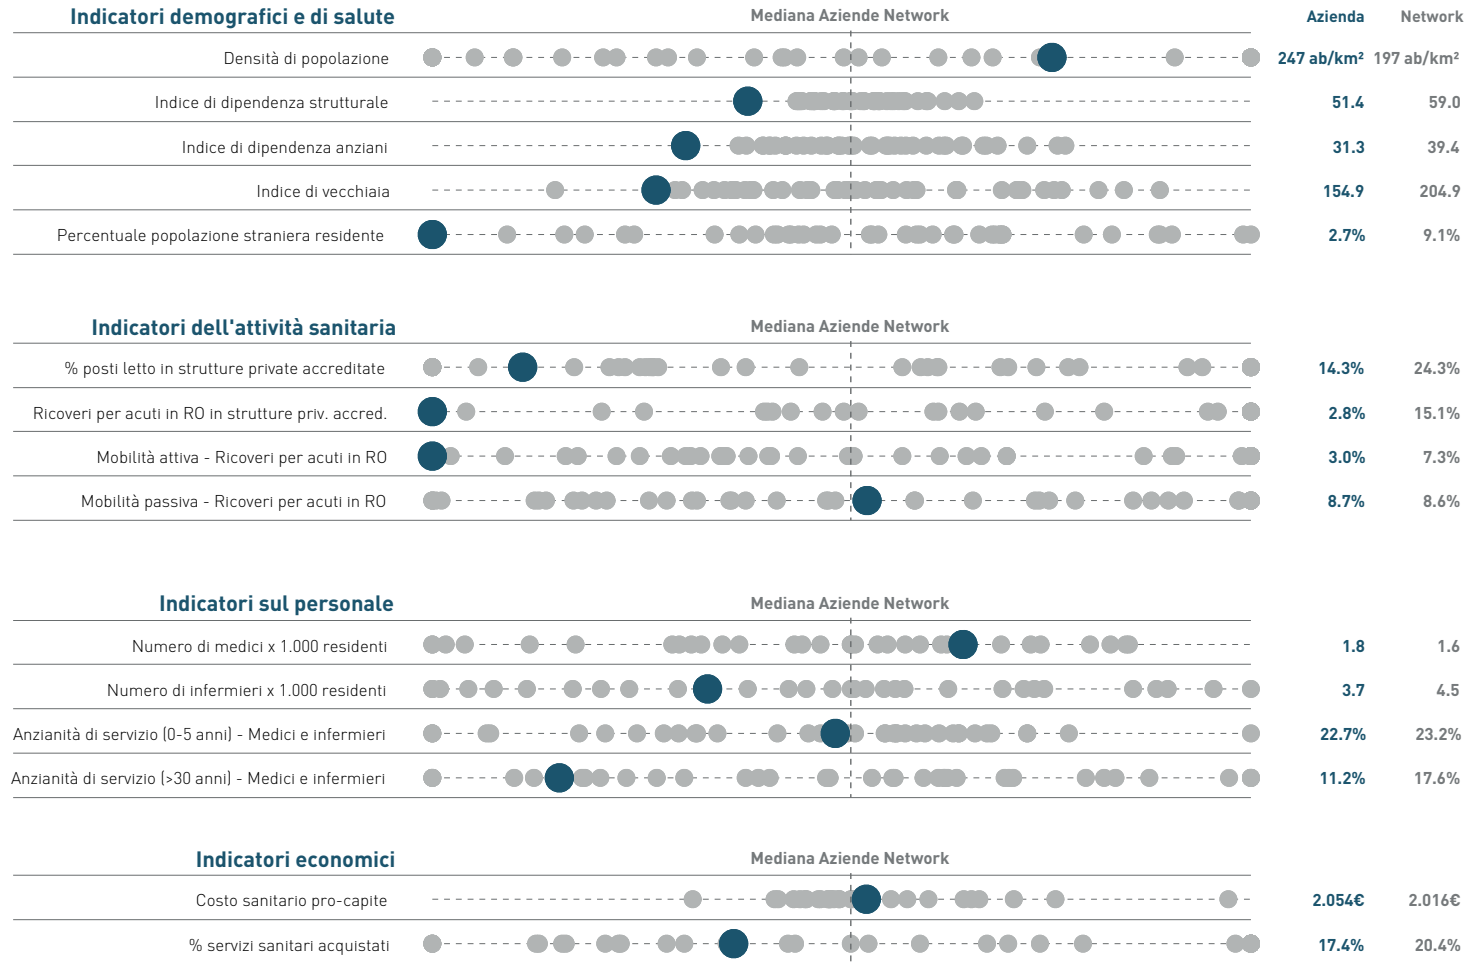 Indicatori demografici e di salute Mediana Aziende Network Azienda Network
Densità di popolazione 247 ab/km² 197 ab/km²
Indice di dipendenza strutturale 51.4 59.0
Indice di dipendenza anziani 31.3 39.4
Indice di vecchiaia 154.9 204.9
Percentuale popolazione straniera residente 2.7% 9.1%
Indicatori dell'attività sanitaria Mediana Aziende Network
% posti letto in strutture private accreditate 14.3% 24.3%
Ricoveri per acuti in RO in strutture priv. accred. 2.8% 15.1%
Mobilità attiva - Ricoveri per acuti in RO 3.0% 7.3%
Mobilità passiva - Ricoveri per acuti in RO 8.7% 8.6%
Indicatori sul personale Mediana Aziende Network
Numero di medici x 1.000 residenti 1.8 1.6
Numero di infermieri x 1.000 residenti 3.7 4.5
Anzianità di servizio (0-5 anni) - Medici e infermieri 22.7% 23.2%
Anzianità di servizio (>30 anni) - Medici e infermieri 11.2% 17.6%
Indicatori economici Mediana Aziende Network
Costo sanitario pro-capite 2.054€ 2.016€
% servizi sanitari acquistati 17.4% 20.4%